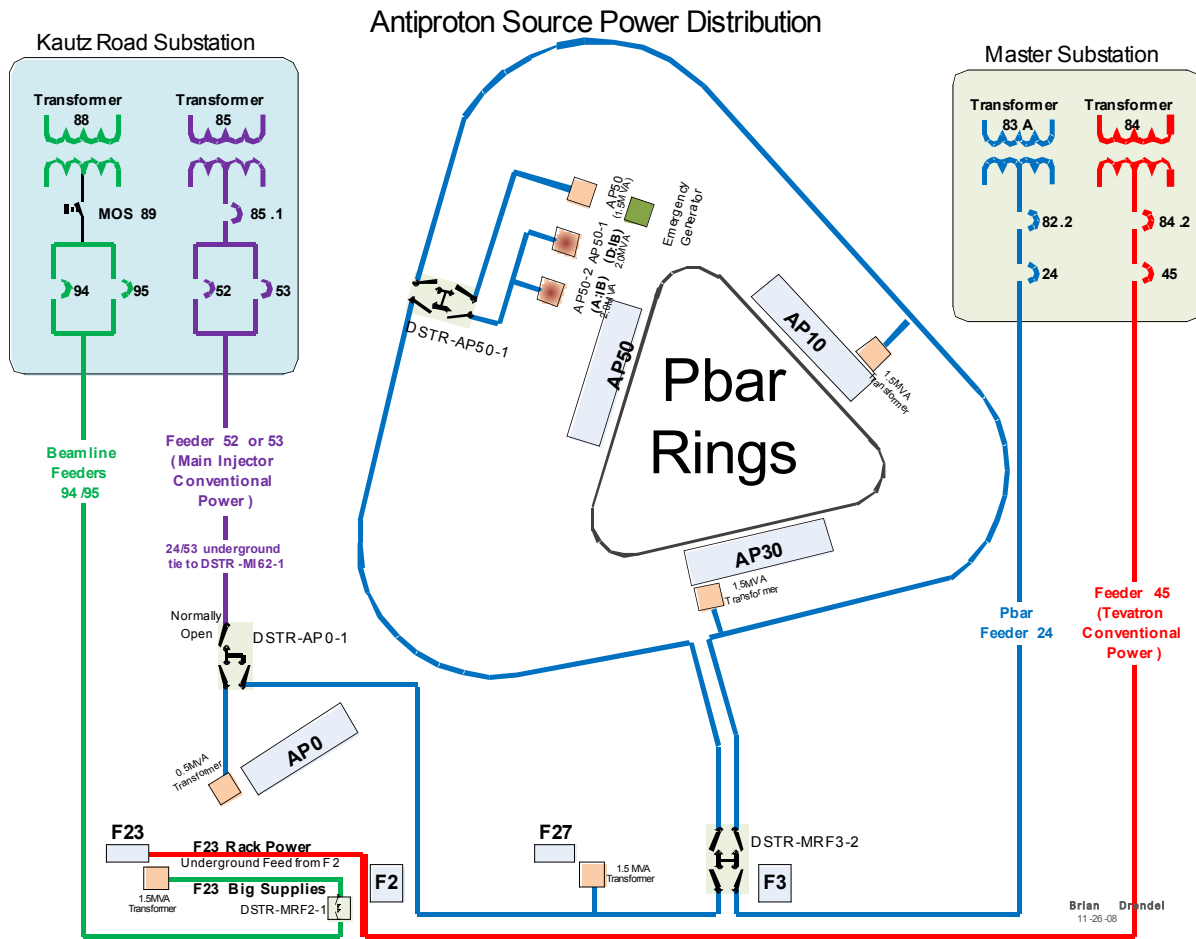 Antiproton Source Power Distribution
Kautz Road Substation
Master Substation
Transformer
88
Transformer
85
Transformer
83 A
Transformer
84
MOS 89
85 .1
94
95
52
53
82.2
84 .2
24
45
AP50
(1.5MVA)
AP50-1
(D:IB)
2.0MVA
AP50-2
(A:IB)
2.0MVA
Emergency
Generator
DSTR-AP50-1
AP50
AP10
1.5MVA
Transformer
Pbar
Rings
AP30
1.5MVA
Transformer
Beam line
Feeders
94 /95
Feeder 52 or 53
( Main Injector
Conventional
Power )
24/53 underground
tie to DSTR -MI62-1
Normally
Open
DSTR-AP0-1
Pbar
Feeder 24
Feeder 45
(Tevatron
Conventional
Power )
AP0
0.5MVA
Transformer
F23
F23 Rack Power
Underground Feed from F 2
F23 Big Supplies
1.5MVA
Transformer
DSTR-MRF2-1
F2
F27
1.5 MVA
Transformer
DSTR-MRF3-2
F3
Brian Drendel
11 -26 -08